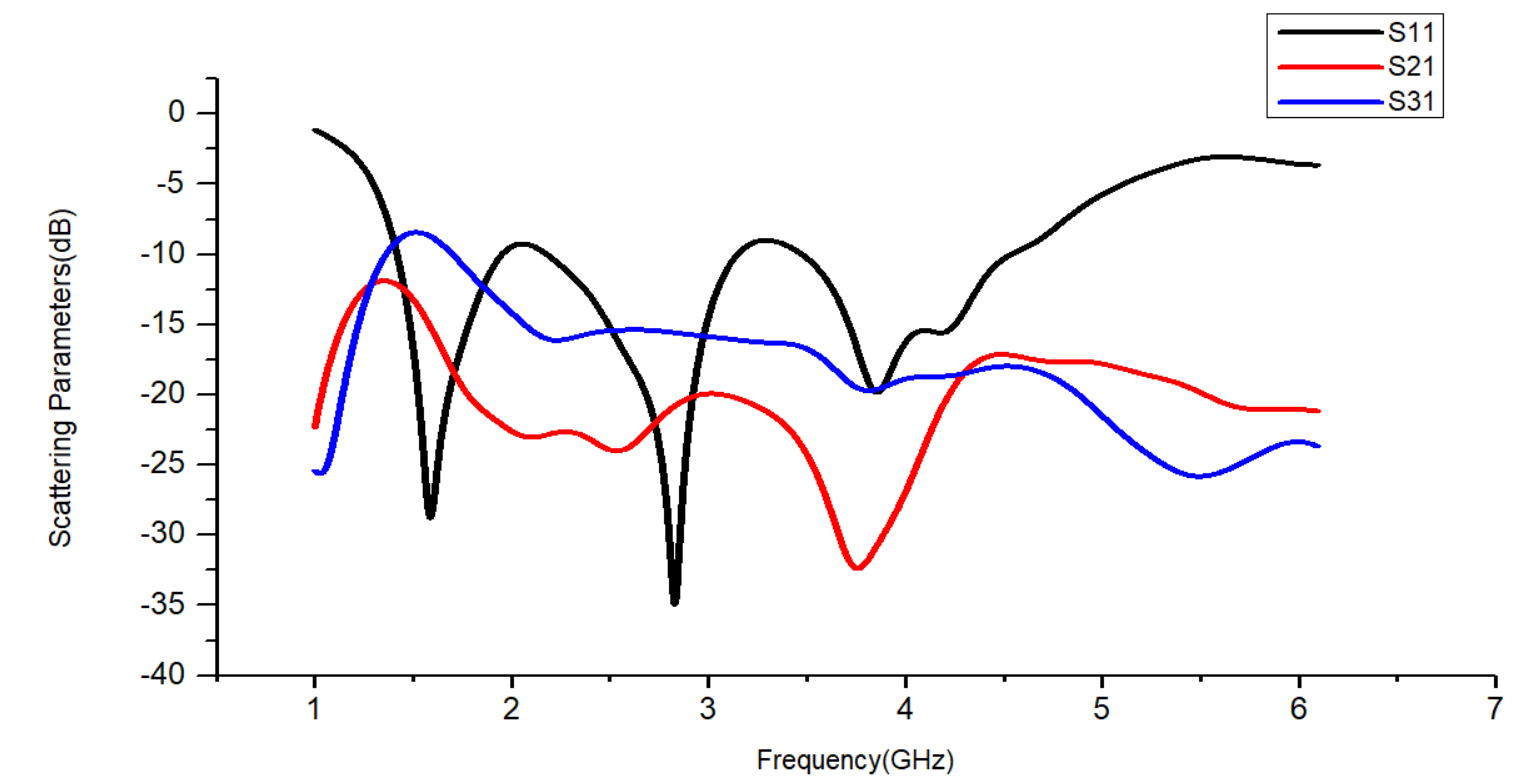 S11
S21
S31
0
-5
-10
-15
-20
-25
-30
-35
-40
Scattering Parameters(dB)
1 2 3 4 5 6 7
Frequency(GHz)